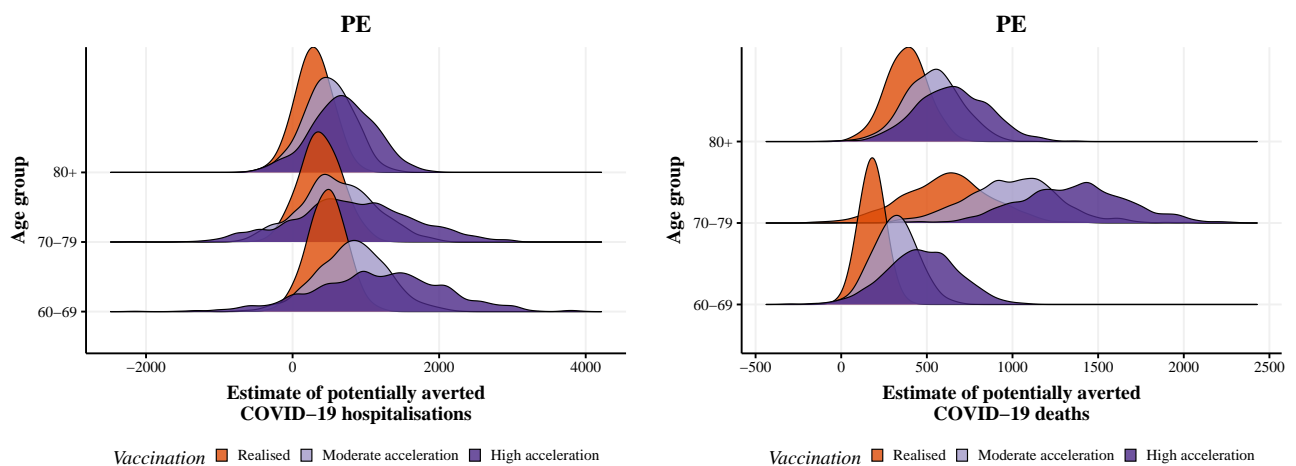 PE
Age group
80+
70−79
60−69
−2000
0
2000
4000
Estimate of potentially averted
COVID−19 hospitalisations
Vaccination Realised Moderate acceleration High acceleration
PE
Age group
80+
70−79
60−69
−500
0
500
1000
1500
2000
2500
Estimate of potentially averted
COVID−19 deaths
Vaccination Realised Moderate acceleration High acceleration